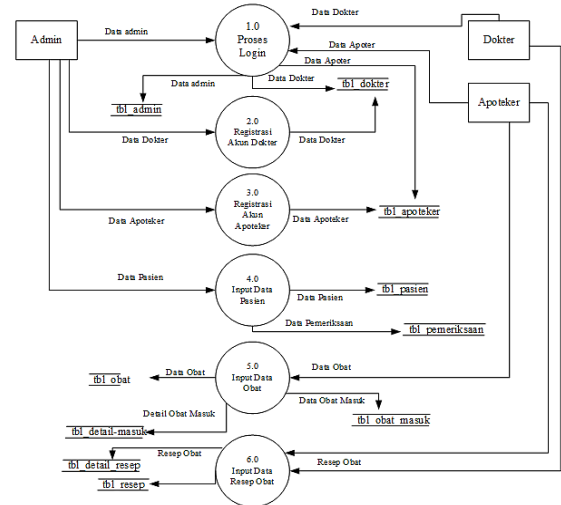 Data Dokter
Admin
Data admin
1.0
Proses
Login
Dokter
Data Apoter
Data Apoter
Data admin
Data Dokter
tbl_dokter
tbl_admin
Apoteker
2.0
Registrasi
Akun Dokter
Data Dokter
Data Dokter
3.0
Registrasi
Akun
Apoteker
Data Apoteker
Data Apoteker
tbl_apoteker
4.0
Input Data
Pasien
Data Pasien
Data Pasien
tbl_pasien
Data Pemeriksaan
tbl_pemeriksaan
5.0
Input Data
Obat
Data Obat
Data Obat
tbl_obat
Data Obat Masuk
tbl_obat_masuk
Detail Obat Masuk
tbl_detail-masuk
6.0
Input Data
Resep Obat
Resep Obat
Resep Obat
tbl_detail_resep
tbl_resep